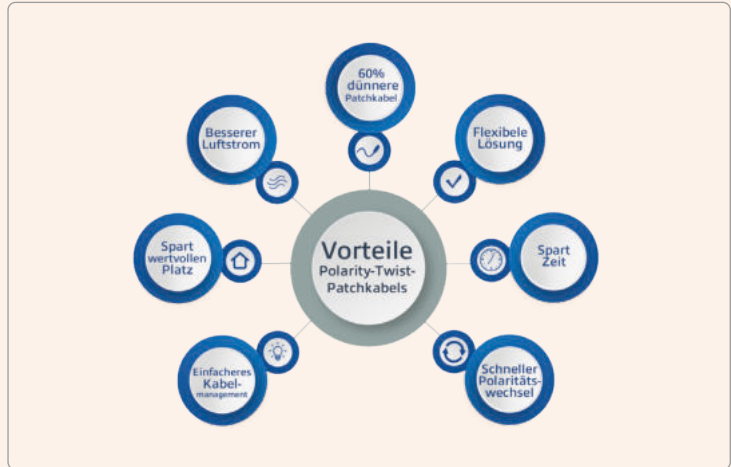 60%
dünnere
Patchkabel
Besserer
Luftstrom
Flexibele
Lösung
Spart
wertvollen
Platz
Vorteile
Polarity-Twist-
Patchkabels
Spart
Zeit
Einfacheres
Kabel-
management
Schneller
Polaritäts-
wechsel